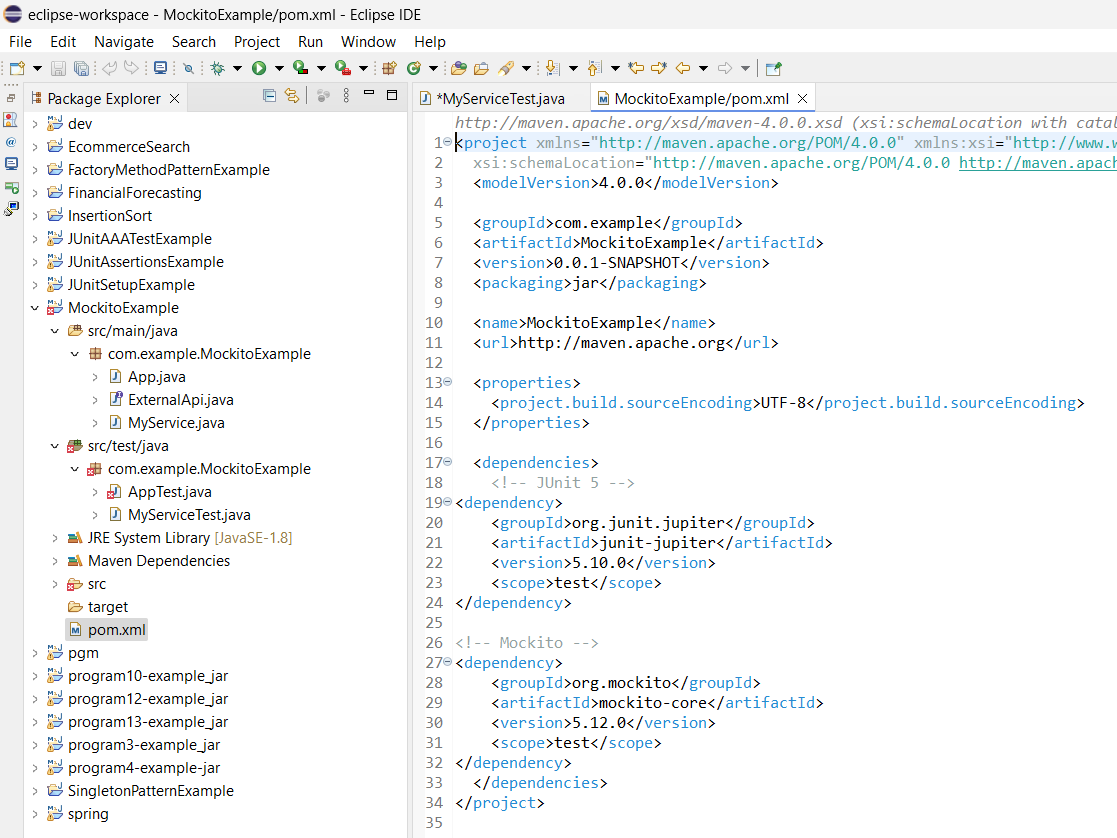 eclipse-workspace - MockitoExample/pom.xml - Eclipse IDE
File Edit Navigate Search Project Run Window Help
Package Explorer
dev
EcommerceSearch
FactoryMethodPatternExample
FinancialForecasting
InsertionSort
JUnitAAATestExample
JUnitAssertionsExample
JUnitSetupExample
MockitoExample
src/main/java
com.example.MockitoExample
App.java
ExternalApi.java
MyService.java
src/test/java
com.example.MockitoExample
AppTest.java
MyServiceTest.java
JRE System Library [JavaSE-1.8]
Maven Dependencies
src
target
pom.xml
pgm
program10-example_jar
program12-example_jar
program13-example_jar
program3-example_jar
program4-example-jar
SingletonPatternExample
spring
*MyServiceTest.java MockitoExample/pom.xml
http://maven.apache.org/xsd/maven-4.0.0.xsd (xsi:schemaLocation with catal
1 <project xmlns="http://maven.apache.org/POM/4.0.0" xmlns:xsi="http://www.w
2 xsi:schemaLocation="http://maven.apache.org/POM/4.0.0 http://maven.apach
3 <modelVersion>4.0.0</modelVersion>
4
5 <groupId>com.example</groupId>
6 <artifactId>MockitoExample</artifactId>
7 <version>0.0.1-SNAPSHOT</version>
8 <packaging>jar</packaging>
9
10 <name>MockitoExample</name>
11 <url>http://maven.apache.org</url>
12
13 <properties>
14 <project.build.sourceEncoding>UTF-8</project.build.sourceEncoding>
15 </properties>
16
17 <dependencies>
18 <!-- JUnit 5 -->
19 <dependency>
20 <groupId>org.junit.jupiter</groupId>
21 <artifactId>junit-jupiter</artifactId>
22 <version>5.10.0</version>
23 <scope>test</scope>
24 </dependency>
25
26 <!-- Mockito -->
27 <dependency>
28 <groupId>org.mockito</groupId>
29 <artifactId>mockito-core</artifactId>
30 <version>5.12.0</version>
31 <scope>test</scope>
32 </dependency>
33 </dependencies>
34 </project>
35